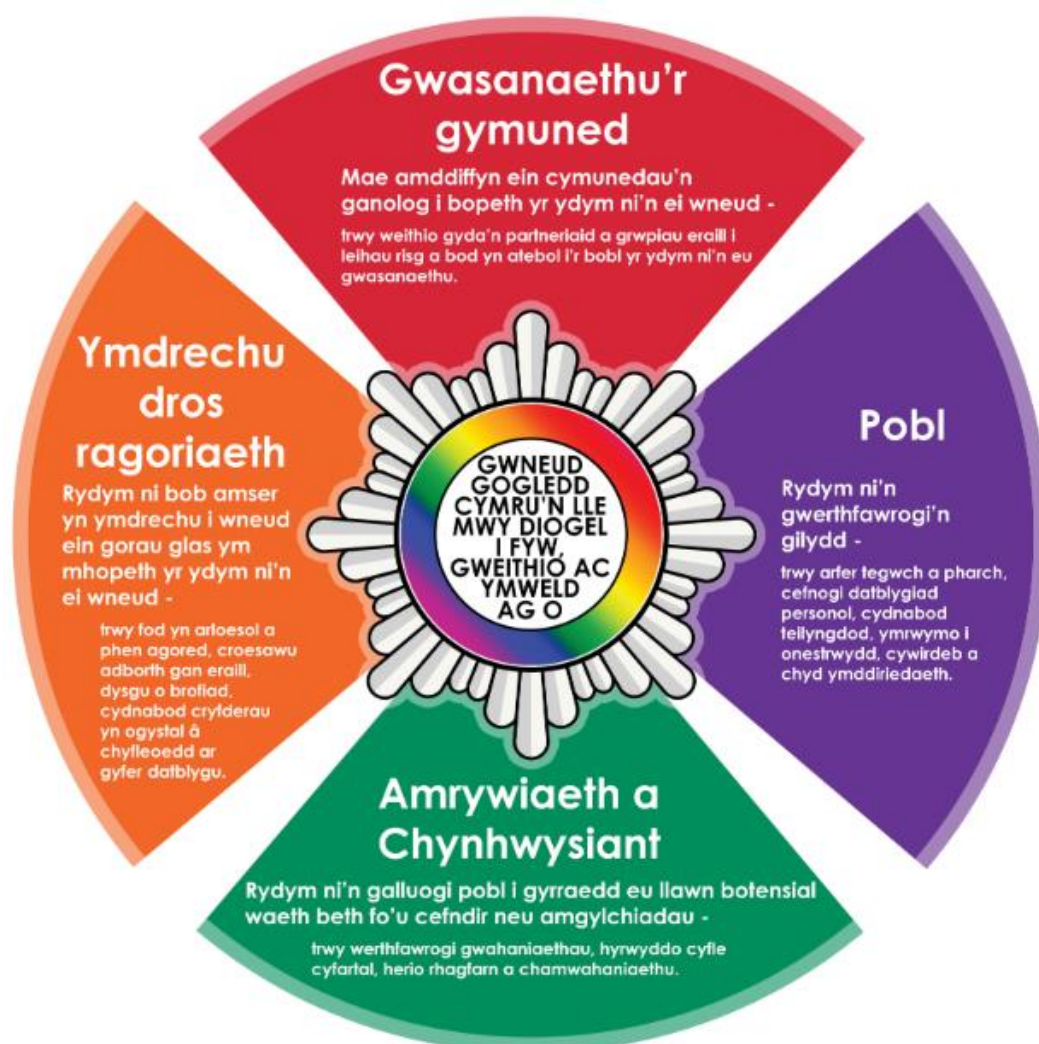 Gwasanaethu'r
gymuned
Mae amddiffyn ein cymunedau'n
ganolog i bopeth yr ydym ni'n ei wneud -
trwy weithio gyda'n partneriaid a grwpiau eraill i
leihau risg a bod yn atebol i'r bobl yr ydym ni'n eu
gwasanaethu.
Ymdrechu
dros
ragoriaeth
Rydym ni bob amser
yn ymdrechu i wneud
ein gorau glas ym
mhopeth yr ydym ni'n
ei wneud -
trwy fod yn arloesol a
phen agored, croesawu
adborth gan eraill,
dysgu o brofiad,
cydnabod cryfderau
yn ogystal â
chyfleoedd ar
gyfer datblygu.
GWNEUD
GOGLEDD
CYMRU'N LLE
MWY DIOGEL
I FYW,
GWEITHIO AC
YMWELD
AG O
Pobl
Rydym ni'n
gwerthfawrogi'n
gilydd -
trwy arfer tegwch a pharch,
cefnogi datblygiad
personol, cydnabod
teilyngdod, ymrwymo i
onestrwydd, cywirdeb a
chyd ymddiriedaeth.
Amrywiaeth a
Chynhwysiant
Rydym ni'n galluogi pobl i gyrraedd eu llawn botensial
waeth beth fo'u cefndir neu amgylchiadau -
trwy werthfawrogi gwahaniaethau, hyrwyddo cyfle
cyfartal, herio rhagfarn a chamwahaniaethu.